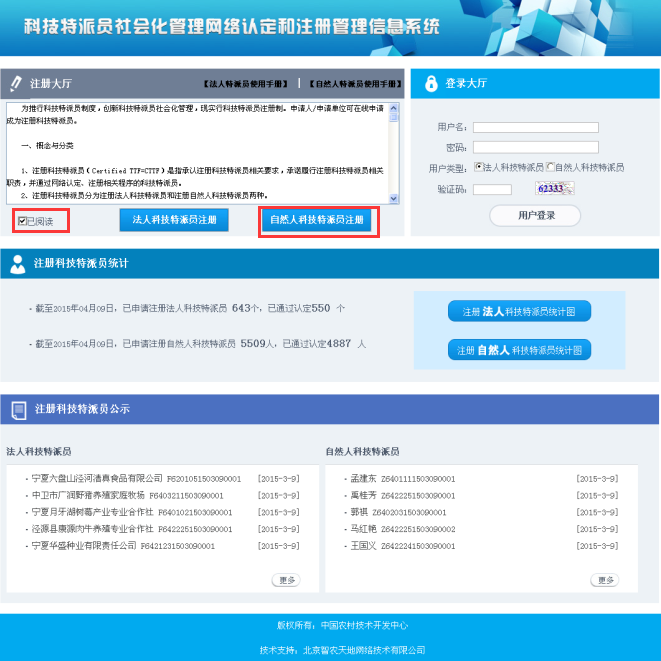 科技特派员社会化管理网络认定和注册管理信息系统
注册大厅
【法人特派员使用手册】 | 【自然人特派员使用手册】
为推行科技特派员制度，创新科技特派员社会化管理，现实行科技特派员注册制。申请人/申请单位可在线申请
成为注册科技特派员。
一、概念与分类
1、注册科技特派员（Certified TTF=CTTF）是指承认注册科技特派员相关要求，承诺履行注册科技特派员相关
职责，并通过网络认定、注册相关程序的科技特派员。
2、注册科技特派员分为注册法人科技特派员和注册自然人科技特派员两种。
已阅读
法人科技特派员注册
自然人科技特派员注册
登录大厅
用户名：
密码：
用户类型： 法人科技特派员 自然人科技特派员
验证码： 62333
用户登录
注册科技特派员统计
· 截至2015年04月09日，已申请注册法人科技特派员 643个，已通过认定550 个
· 截至2015年04月09日，已申请注册自然人科技特派员 5509人，已通过认定4887 人
注册 法人 科技特派员统计图
注册 自然人 科技特派员统计图
注册科技特派员公示
法人科技特派员
· 宁夏六盘山泾河清真食品有限公司 F6201051503090001 [2015-3-9]
· 中卫市广润野猪养殖家庭牧场 F6403211503090001 [2015-3-9]
· 宁夏月牙湖树莓产业专业合作社 F6401021503090001 [2015-3-9]
· 泾源县康源肉牛养殖专业合作社 F6422251503090001 [2015-3-9]
· 宁夏华盛种业有限责任公司 F6421231503090001 [2015-3-9]
更多
自然人科技特派员
· 孟建东 Z6401111503090001 [2015-3-9]
· 禹桂芳 Z6422251503090001 [2015-3-9]
· 郭祺 Z6402031503090001 [2015-3-9]
· 马红艳 Z6422251503090002 [2015-3-9]
· 王国义 Z6422241503090001 [2015-3-9]
更多
版权所有：中国农村技术开发中心
技术支持：北京智农天地网络技术有限公司